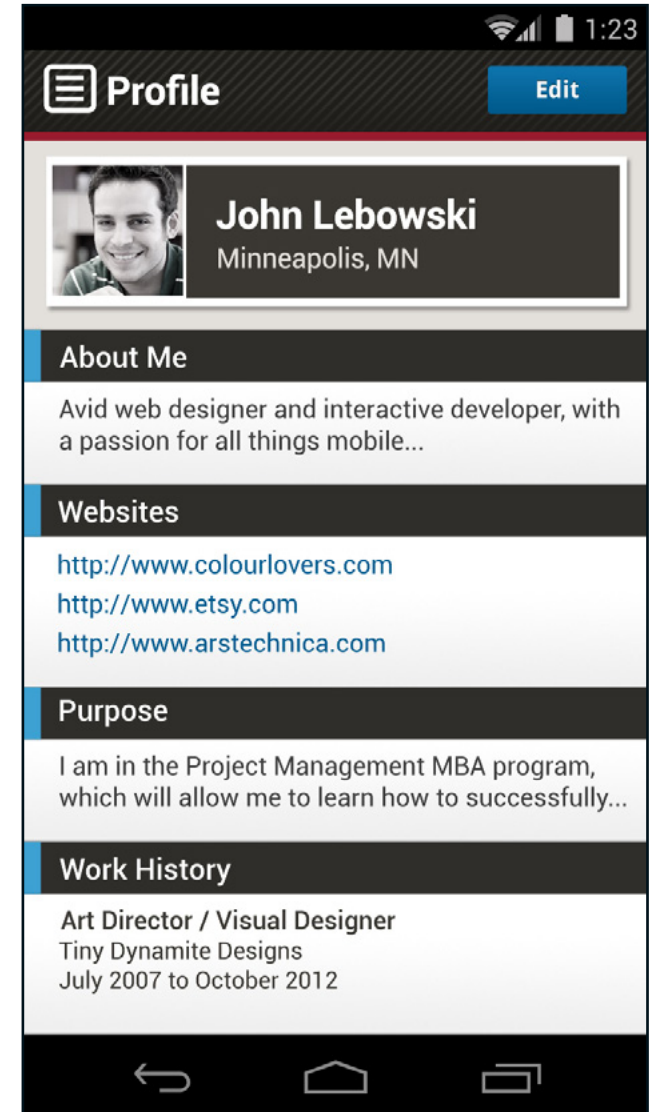 1:23
Profile
Edit
John Lebowski
Minneapolis, MN
About Me
Avid web designer and interactive developer, with
a passion for all things mobile...
Websites
http://www.colourlovers.com
http://www.etsy.com
http://www.arstechnica.com
Purpose
I am in the Project Management MBA program,
which will allow me to learn how to successfully...
Work History
Art Director / Visual Designer
Tiny Dynamite Designs
July 2007 to October 2012